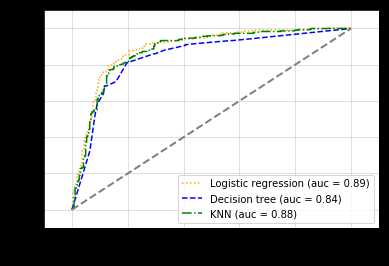 Logistic regression (auc = 0.89)
Decision tree (auc = 0.84)
KNN (auc = 0.88)